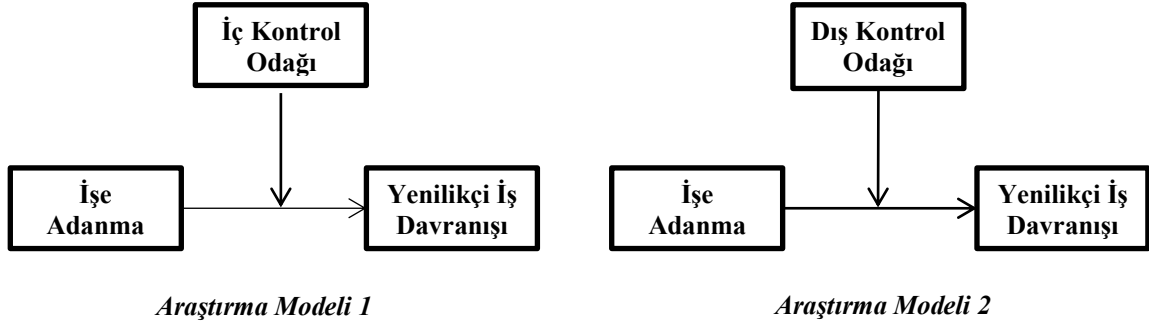 İç Kontrol
Odağı
İşe
Adanma
Yenilikçi İş
Davranışı
Araştırma Modeli 1
Dış Kontrol
Odağı
İşe
Adanma
Yenilikçi İş
Davranışı
Araştırma Modeli 2